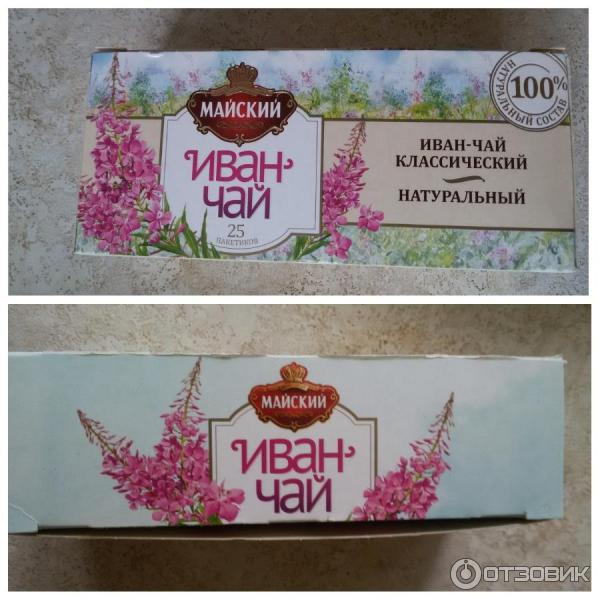 МАЙСКИЙ
ИВАН-
ЧАЙ
25
ПАКЕТИКОВ
ИВАН-ЧАЙ
КЛАССИЧЕСКИЙ
НАТУРАЛЬНЫЙ
100%
НАТУРАЛЬНЫЙ СОСТАВ
МАЙСКИЙ
ИВАН-
ЧАЙ
ОТЗОВИК